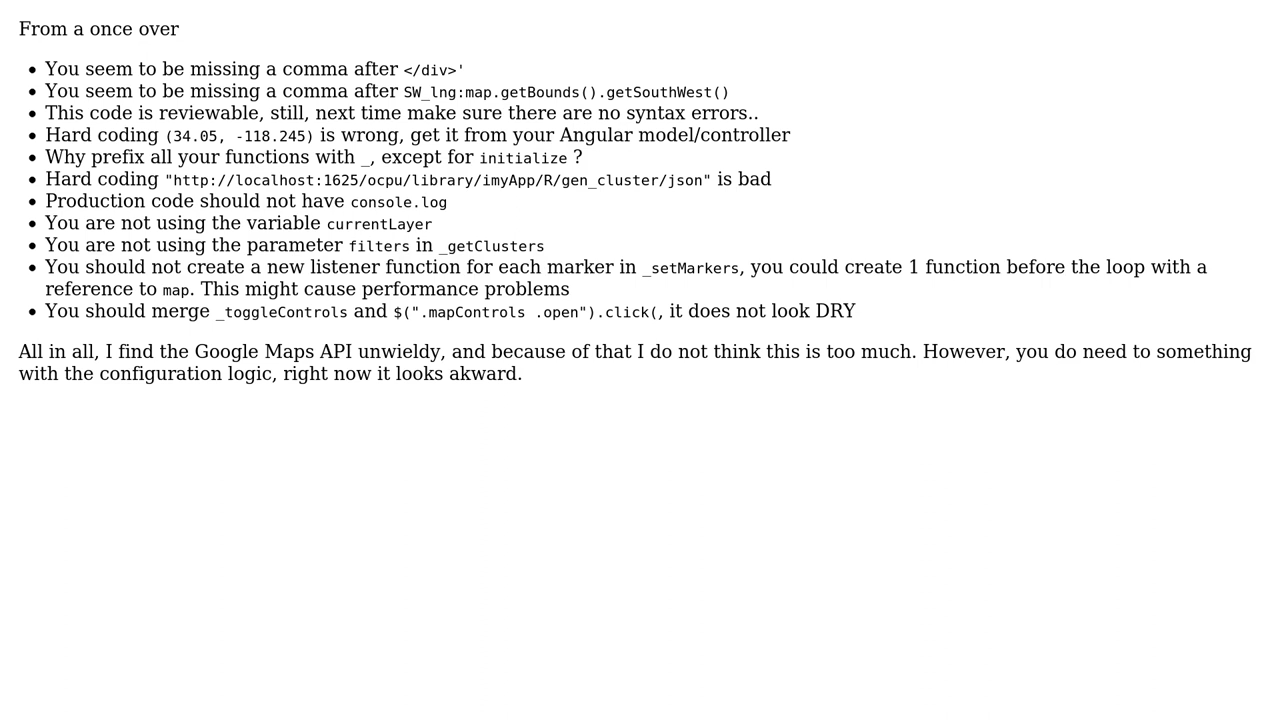 From a once over
• You seem to be missing a comma after </div>'
• You seem to be missing a comma after SW_lng:map.getBounds().getSouthWest()
• This code is reviewable, still, next time make sure there are no syntax errors..
• Hard coding (34.05, -118.245) is wrong, get it from your Angular model/controller
• Why prefix all your functions with _, except for initialize ?
• Hard coding "http://localhost:1625/ocpu/library/imyApp/R/gen_cluster/json" is bad
• Production code should not have console.log
• You are not using the variable currentLayer
• You are not using the parameter filters in _getClusters
• You should not create a new listener function for each marker in _setMarkers, you could create 1 function before the loop with a
reference to map. This might cause performance problems
• You should merge _toggleControls and $(".mapControls .open").click(, it does not look DRY
All in all, I find the Google Maps API unwieldy, and because of that I do not think this is too much. However, you do need to something
with the configuration logic, right now it looks akward.